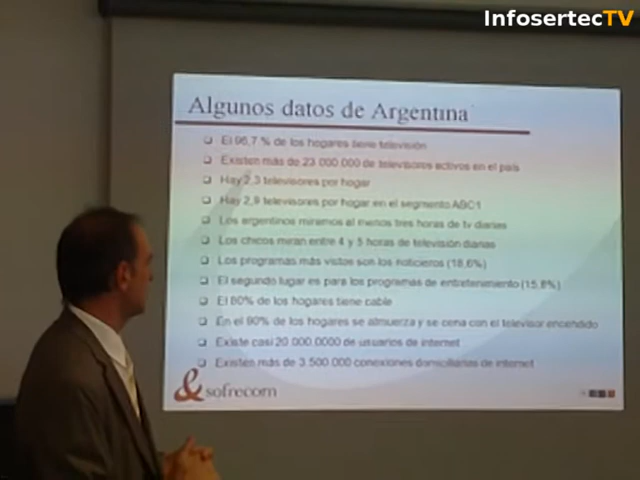 InfosertecTV
Algunos datos de Argentina
El 96,7 % de los hogares tiene televisión
Existen más de 23 000 000 de televisores activos en el país
Hay 2,3 televisores por hogar
Hay 2,9 televisores por hogar en el segmento ABC1
Los argentinos miramos al menos tres horas de tv diarias
Los chicos miran entre 4 y 5 horas de televisión diarias
Los programas más vistos son los noticieros (18,6%)
El segundo lugar es para los programas de entretenimiento (15,8%)
El 80% de los hogares tiene cable
En el 90% de los hogares se almuerza y se cena con el televisor encendido
Existe casi 20 000.0000 de usuarios de internet
Existen más de 3 500 000 conexiones domiciliarias de internet
& sofrecom